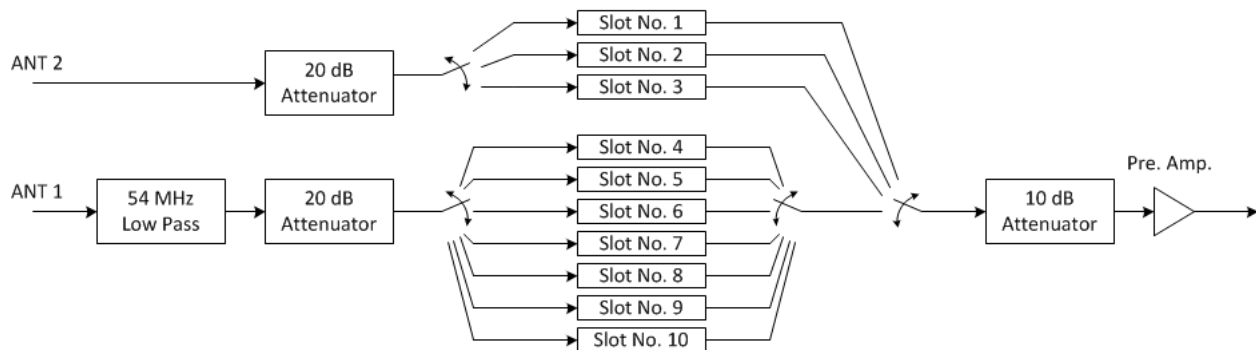 Slot No. 1
ANT 2
20 dB
Attenuator
Slot No. 2
Slot No. 3
Slot No. 4
ANT 1
54 MHz
Low Pass
20 dB
Attenuator
Slot No. 5
Slot No. 6
Slot No. 7
Slot No. 8
Slot No. 9
Slot No. 10
10 dB
Attenuator
Pre. Amp.